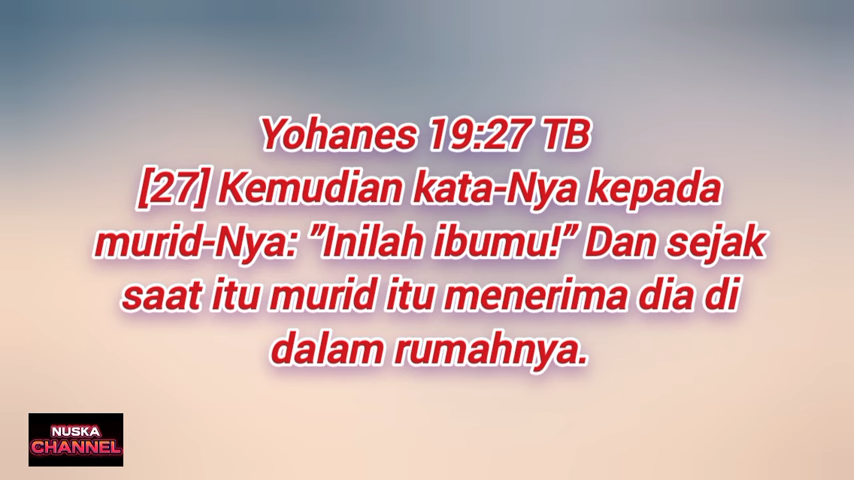 Yohanes 19:27 TB
[27] Kemudian kata-Nya kepada
murid-Nya: ”Inilah ibumu!” Dan sejak
saat itu murid itu menerima dia di
dalam rumahnya.
NUSKA
CHANNEL